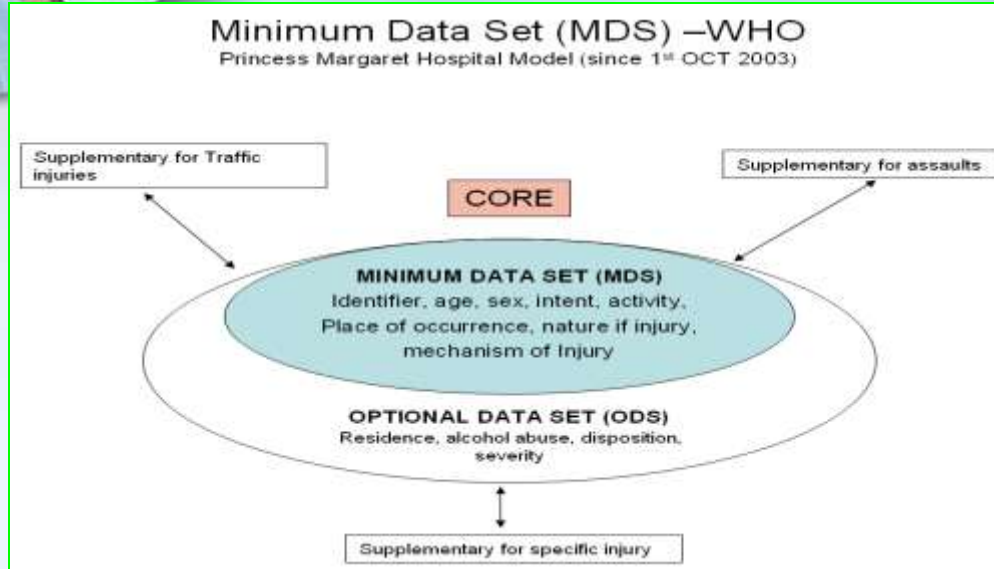 Minimum Data Set (MDS) –WHO
Princess Margaret Hospital Model (since 1st OCT 2003)
Supplementary for Traffic
injuries
Supplementary for assaults
CORE
MINIMUM DATA SET (MDS)
Identifier, age, sex, intent, activity,
Place of occurrence, nature if injury,
mechanism of Injury
OPTIONAL DATA SET (ODS)
Residence, alcohol abuse, disposition,
severity
Supplementary for specific injury